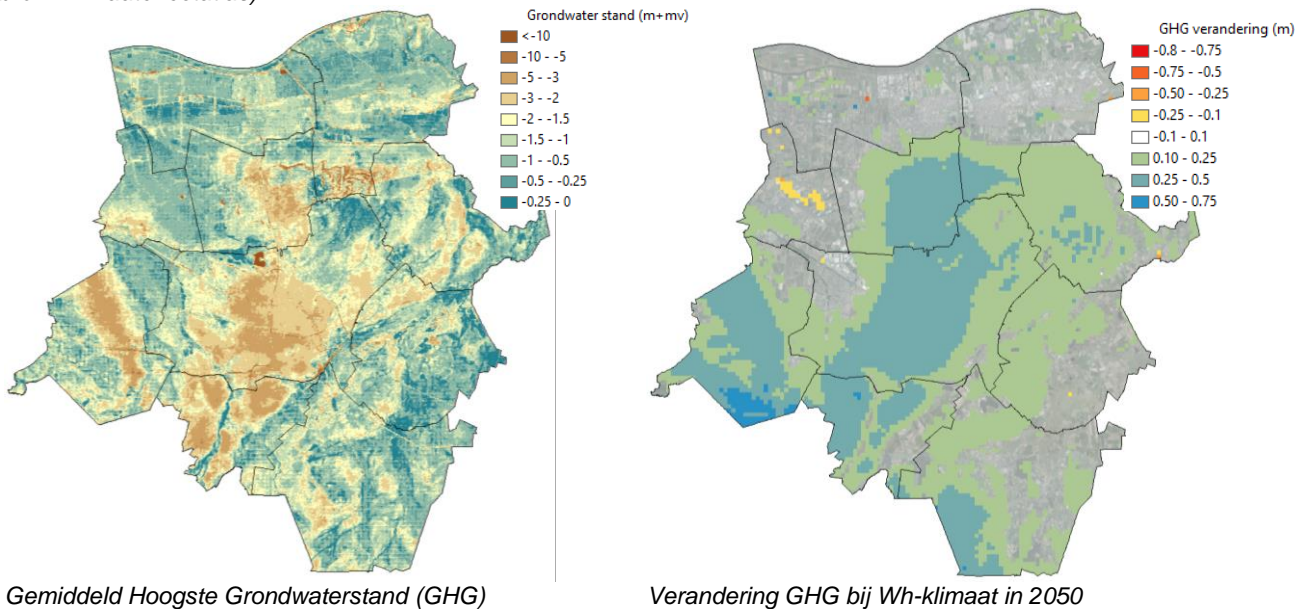 Grondwater stand (m+mv)
<-10
-10 - -5
-5 - -3
-3 - -2
-2 - -1.5
-1.5 - -1
-1 - -0.5
-0.5 - -0.25
-0.25 - 0
GHG verandering (m)
-0.8 - -0.75
-0.75 - -0.5
-0.50 - -0.25
-0.25 - -0.1
-0.1 - 0.1
0.10 - 0.25
0.25 - 0.5
0.50 - 0.75
Gemiddeld Hoogste Grondwaterstand (GHG)
Verandering GHG bij Wh-klimaat in 2050